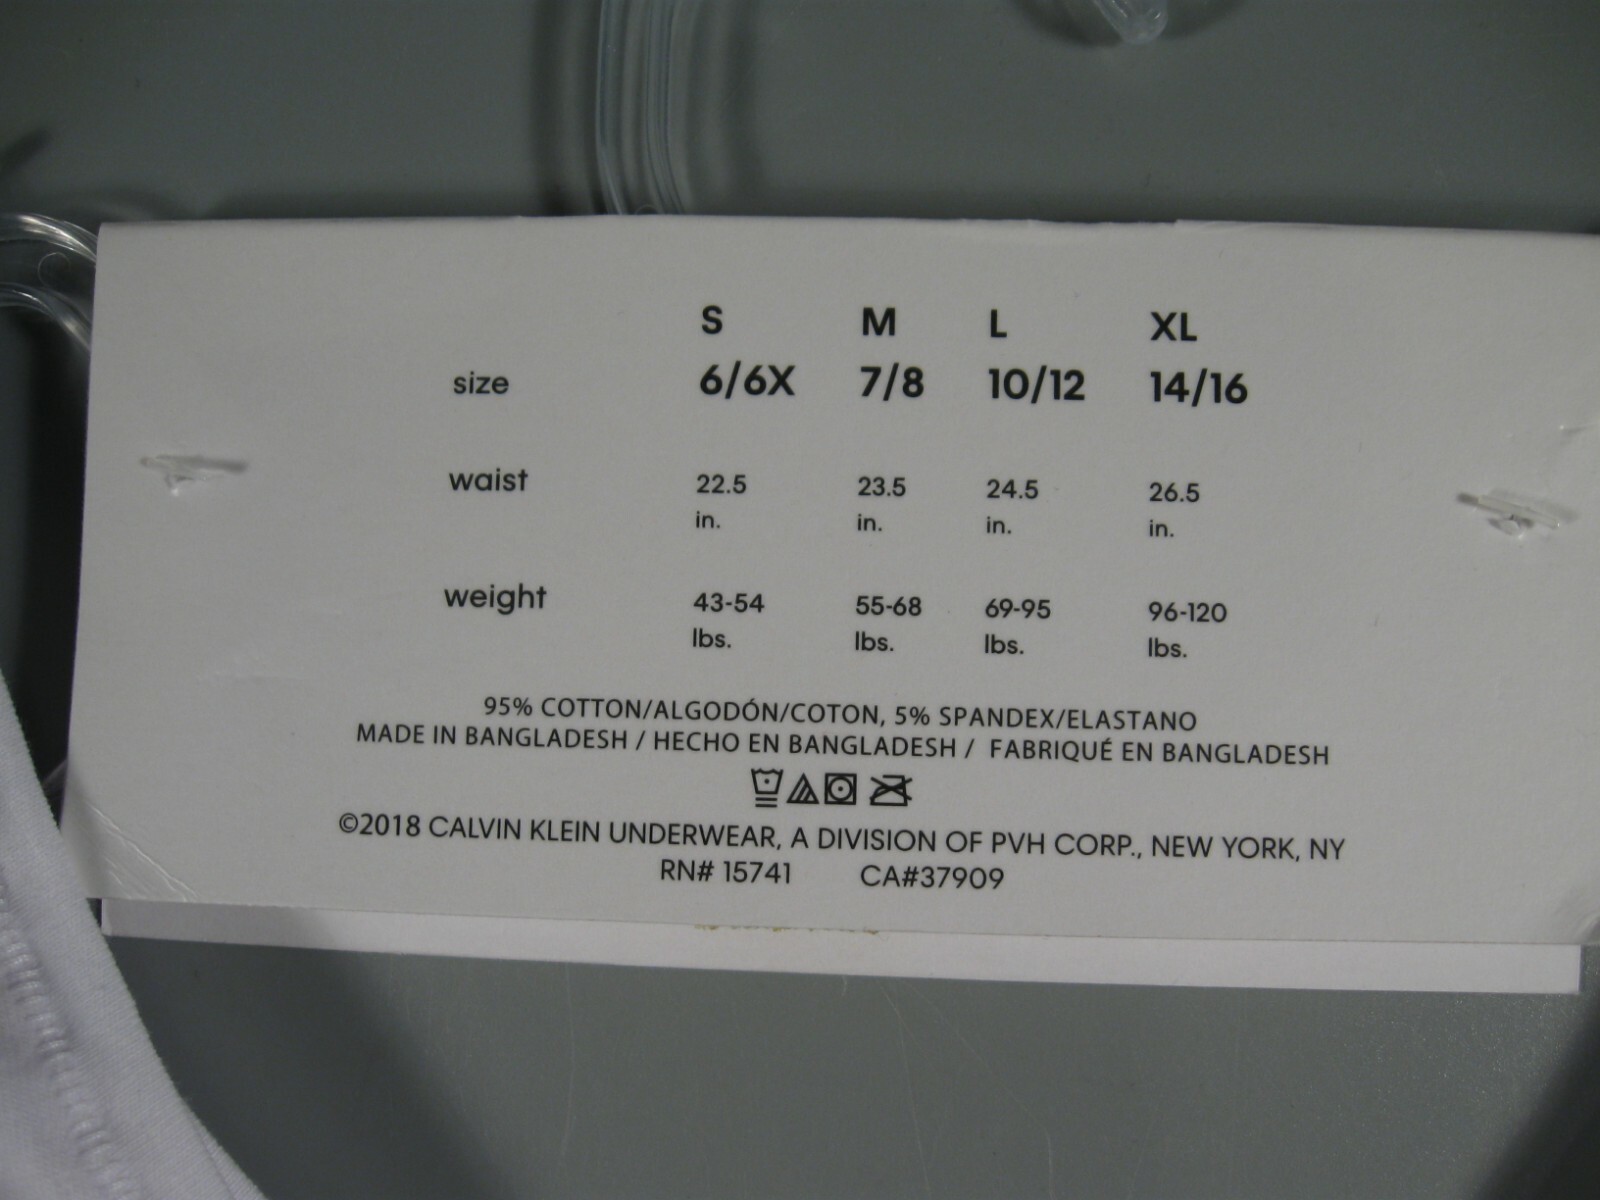 S M L XL
size 6/6X 7/8 10/12 14/16
waist 22.5 23.5 24.5 26.5
in. in. in. in.
weight 43-54 55-68 69-95 96-120
lbs. lbs. lbs. lbs.
95% COTTON/ALGODÓN/COTON, 5% SPANDEX/ELASTANO
MADE IN BANGLADESH / HECHO EN BANGLADESH / FABRIQUÉ EN BANGLADESH
©2018 CALVIN KLEIN UNDERWEAR, A DIVISION OF PVH CORP., NEW YORK, NY
RN# 15741 CA#37909